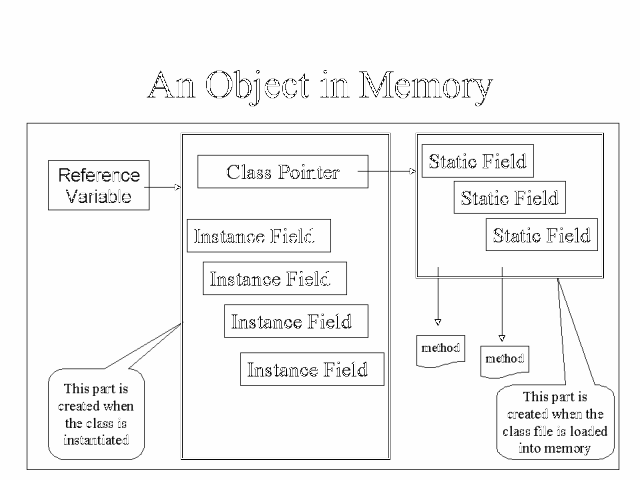 An Object in Memory
Reference
Variable
Class Pointer
Instance Field
Instance Field
Instance Field
Instance Field
Static Field
Static Field
Static Field
method
method
This part is
created when
the class is
instantiated
This part is
created when the
class file is loaded
into memory